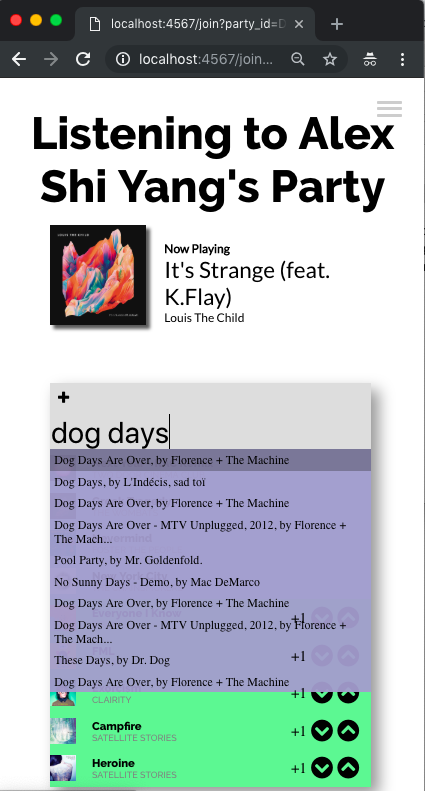 localhost:4567/join?party_id=D
localhost:4567/join...
Listening to Alex
Shi Yang's Party
Now Playing
It's Strange (feat.
K.Flay)
Louis The Child
dog days
Dog Days Are Over, by Florence + The Machine
Dog Days, by L'Indécis, sad toï
Dog Days Are Over, by Florence + The Machine
Dog Days Are Over - MTV Unplugged, 2012, by Florence +
The Mach...
Pool Party, by Mr. Goldenfold.
No Sunny Days - Demo, by Mac DeMarco
Dog Days Are Over, by Florence + The Machine
Everyone I Know
+1
Dog Days Are Over - MTV Unplugged, 2012, by Florence +
The Mach...
+1
These Days, by Dr. Dog
Dog Days Are Over, by Florence + The Machine
+1
CLAIRITY
Campfire
SATELLITE STORIES
+1
Heroine
SATELLITE STORIES
+1